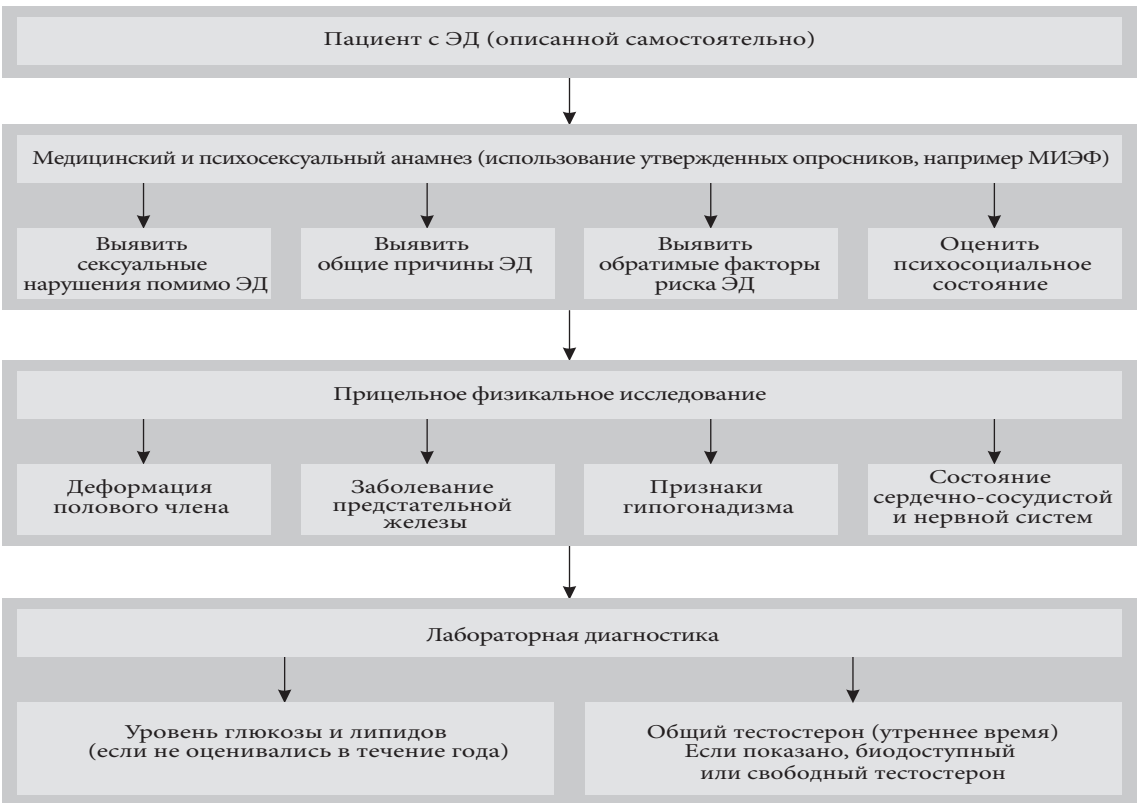 Пациент с ЭД (описанной самостоятельно)
Медицинский и психосексуальный анамнез (использование утвержденных опросников, например МИЭФ)
Выявить
сексуальные
нарушения помимо ЭД
Выявить
общие причины ЭД
Выявить
обратимые факторы
риска ЭД
Оценить
психосоциальное
состояние
Прицельное физикальное исследование
Деформация
полового члена
Заболевание
предстательной
железы
Признаки
гипогонадизма
Состояние
сердечно-сосудистой
и нервной систем
Лабораторная диагностика
Уровень глюкозы и липидов
(если не оценивались в течение года)
Общий тестостерон (утреннее время)
Если показано, биодоступный
или свободный тестостерон